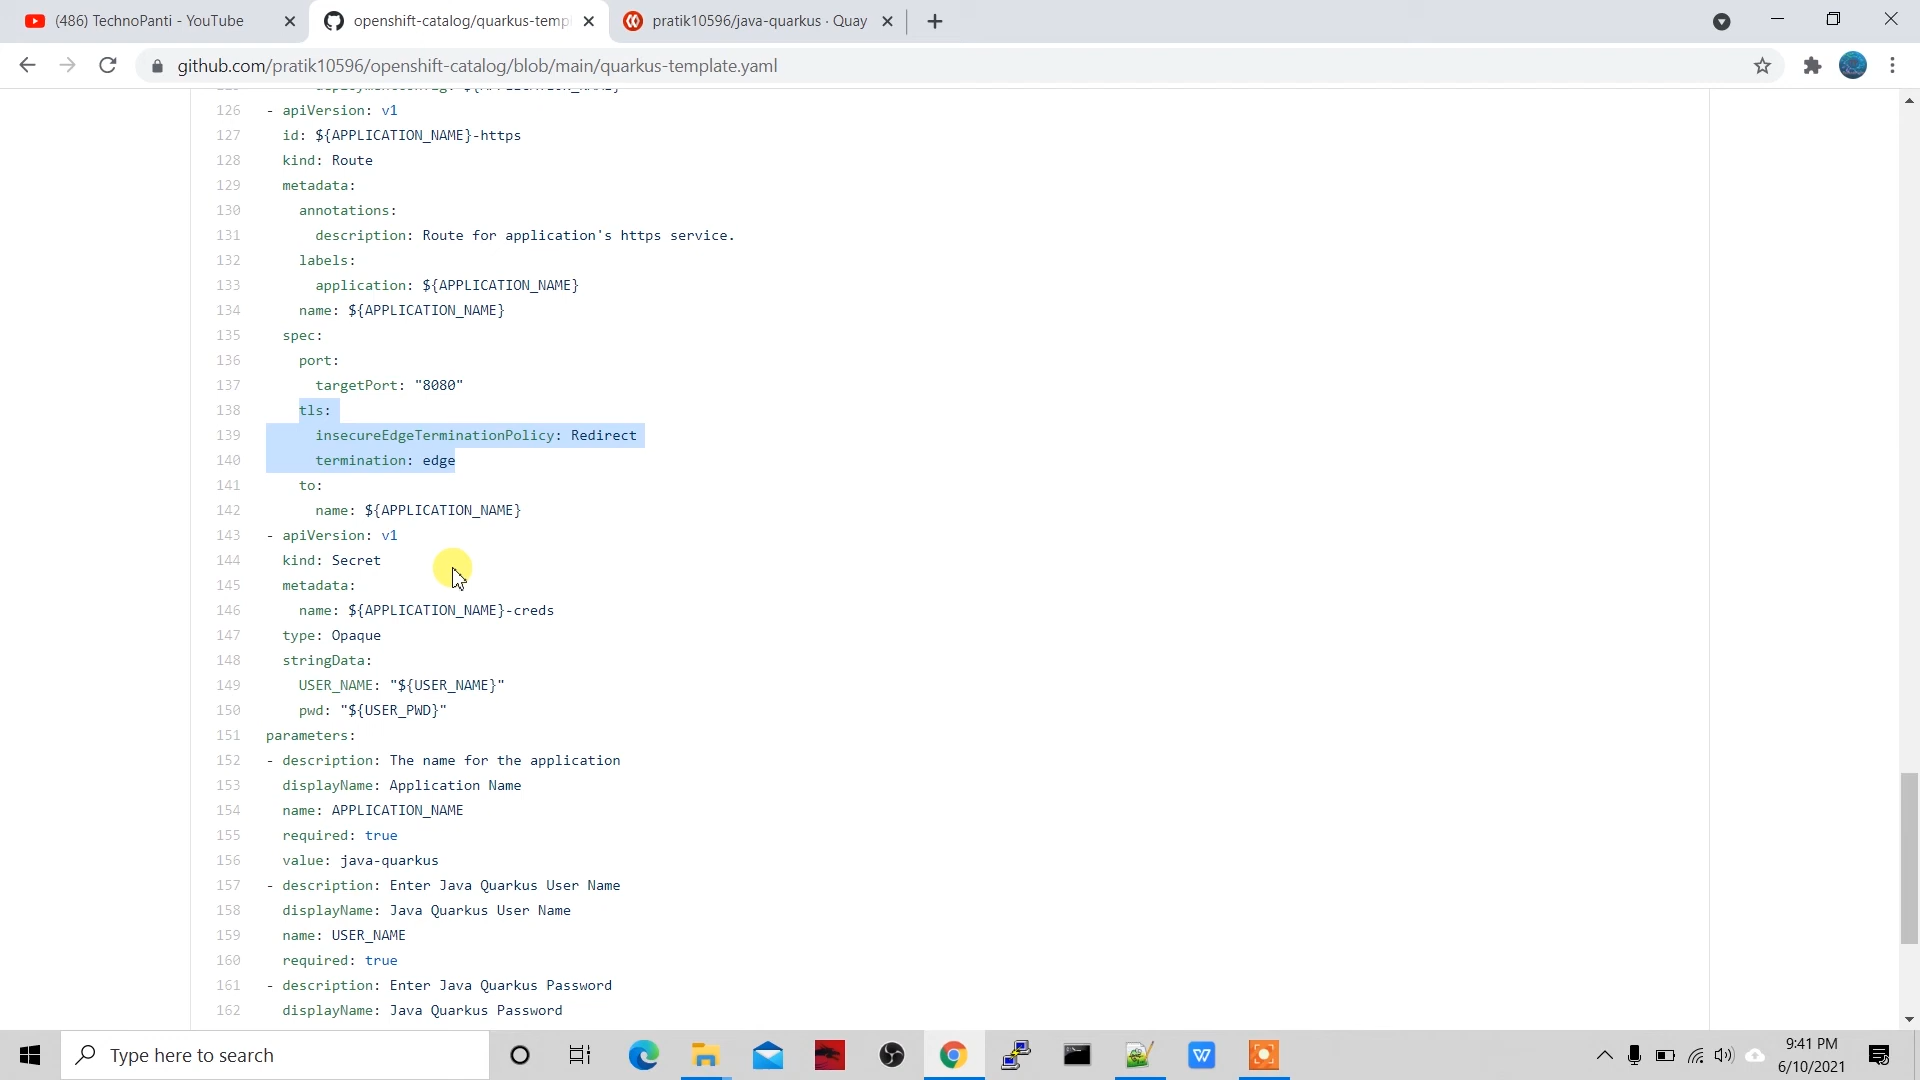 (486) TechnoPanti - YouTube
openshift-catalog/quarkus-temp
pratik10596/java-quarkus · Quay
github.com/pratik10596/openshift-catalog/blob/main/quarkus-template.yaml
126 - apiVersion: v1
127 id: ${APPLICATION_NAME}-https
128 kind: Route
129 metadata:
130 annotations:
131 description: Route for application's https service.
132 labels:
133 application: ${APPLICATION_NAME}
134 name: ${APPLICATION_NAME}
135 spec:
136 port:
137 targetPort: "8080"
138 tls:
139 insecureEdgeTerminationPolicy: Redirect
140 termination: edge
141 to:
142 name: ${APPLICATION_NAME}
143 - apiVersion: v1
144 kind: Secret
145 metadata:
146 name: ${APPLICATION_NAME}-creds
147 type: Opaque
148 stringData:
149 USER_NAME: "${USER_NAME}"
150 pwd: "${USER_PWD}"
151 parameters:
152 - description: The name for the application
153 displayName: Application Name
154 name: APPLICATION_NAME
155 required: true
156 value: java-quarkus
157 - description: Enter Java Quarkus User Name
158 displayName: Java Quarkus User Name
159 name: USER_NAME
160 required: true
161 - description: Enter Java Quarkus Password
162 displayName: Java Quarkus Password
Type here to search
9:41 PM
6/10/2021